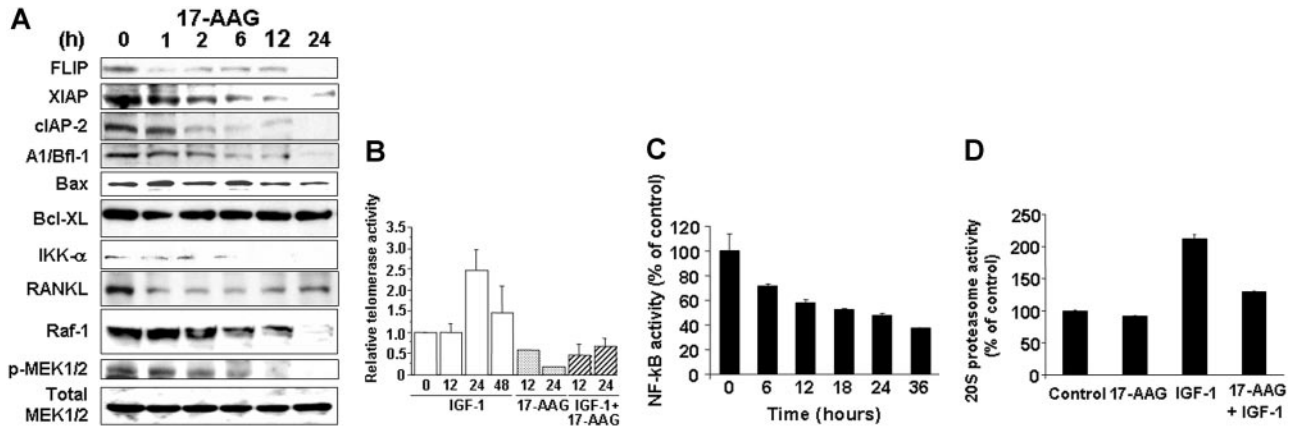 A
17-AAG
(h) 0 1 2 6 12 24
FLIP
XIAP
cIAP-2
A1/Bfl-1
Bax
Bcl-XL
IKK-α
RANKL
Raf-1
p-MEK1/2
Total
MEK1/2
B
Relative telomerase activity
3.5
3.0
2.5
2.0
1.5
1.0
0.5
0
0 12 24 48 12 24 12 24
IGF-1 17-AAG IGF-1+
17-AAG
C
NF-kB activity (% of control)
120
100
80
60
40
20
0
0 6 12 18 24 36
Time (hours)
D
20S proteasome activity
(% of control)
250
200
150
100
50
0
Control 17-AAG IGF-1 17-AAG
+ IGF-1